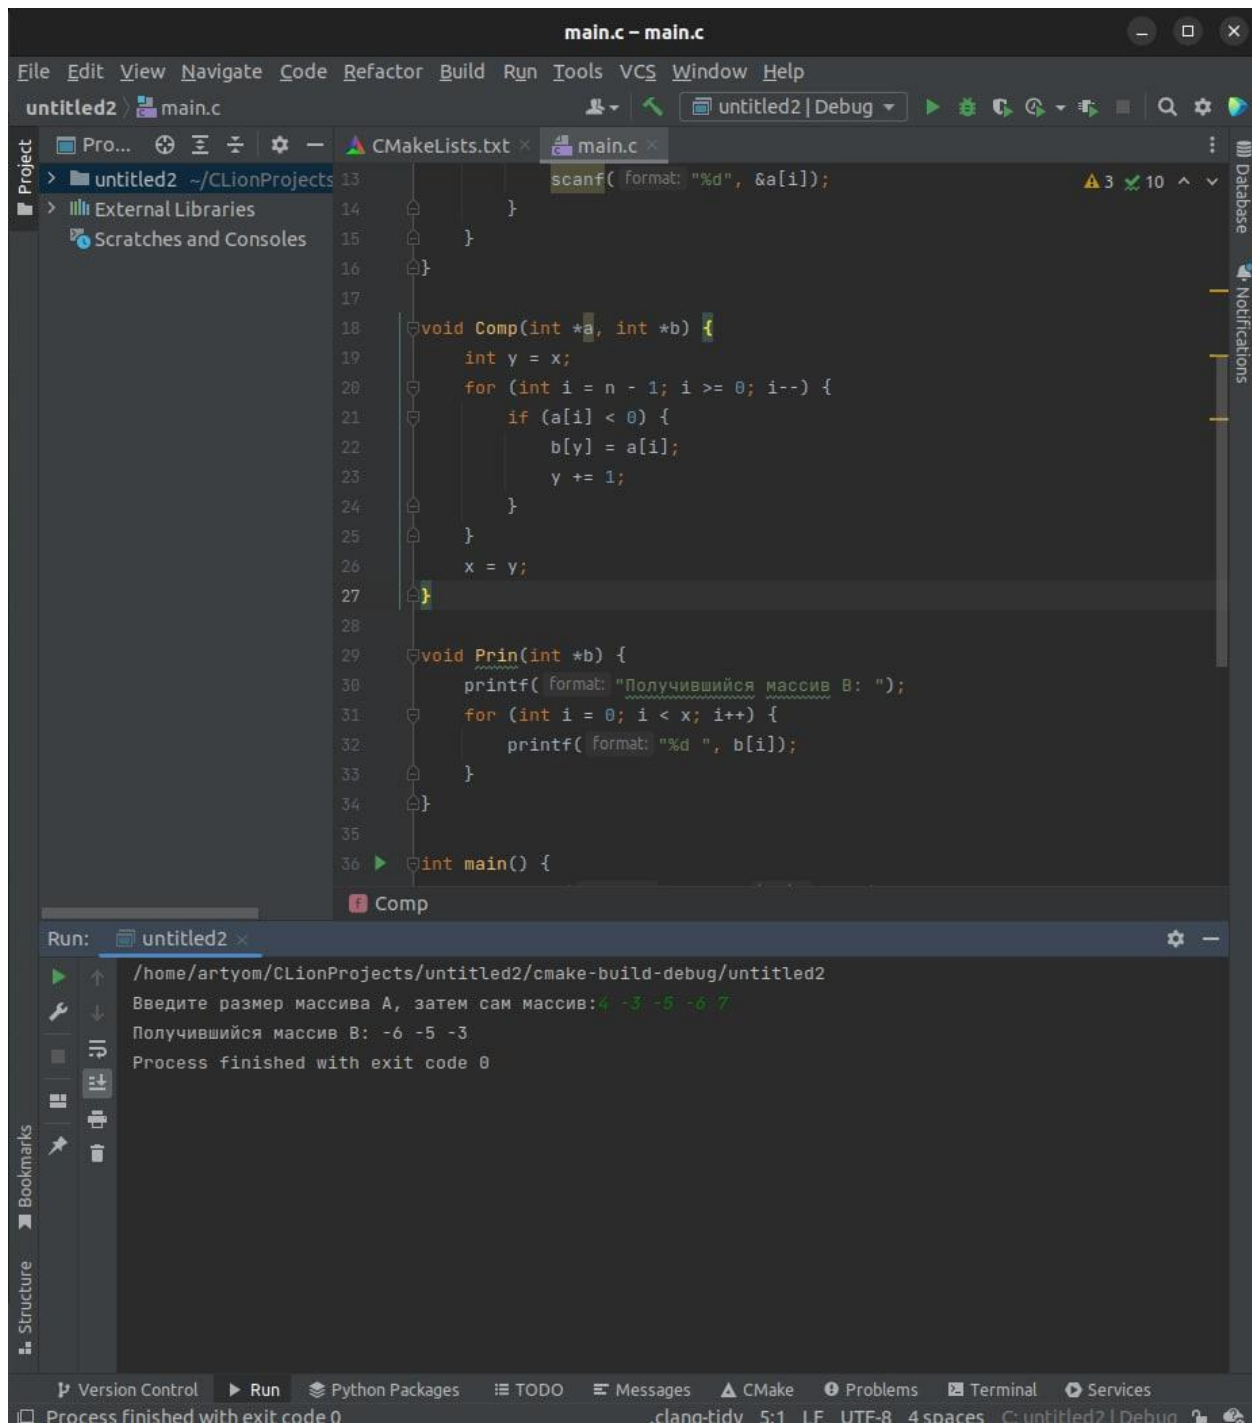 main.c – main.c
File Edit View Navigate Code Refactor Build Run Tools VCS Window Help
untitled2 main.c untitled2 | Debug
Project
Pro... CMakeLists.txt main.c
untitled2 ~/CLionProjects
External Libraries
Scratches and Consoles
13 scanf( format: "%d", &a[i]); 3 10
14 }
15 }
16 }
17
18 void Comp(int *a, int *b) {
19 int y = x;
20 for (int i = n - 1; i >= 0; i--) {
21 if (a[i] < 0) {
22 b[y] = a[i];
23 y += 1;
24 }
25 }
26 x = y;
27 }
28
29 void Prin(int *b) {
30 printf( format: "Получившийся массив B: ");
31 for (int i = 0; i < x; i++) {
32 printf( format: "%d ", b[i]);
33 }
34 }
35
36 int main() {
f Comp
Database
Notifications
Run: untitled2
/home/artyom/CLionProjects/untitled2/cmake-build-debug/untitled2
Введите размер массива A, затем сам массив:4 -3 -5 -6 7
Получившийся массив B: -6 -5 -3
Process finished with exit code 0
Bookmarks
Structure
Version Control Run Python Packages TODO Messages CMake Problems Terminal Services
Process finished with exit code 0 .clang-tidy 5:1 LF UTF-8 4 spaces C: untitled2 | Debug